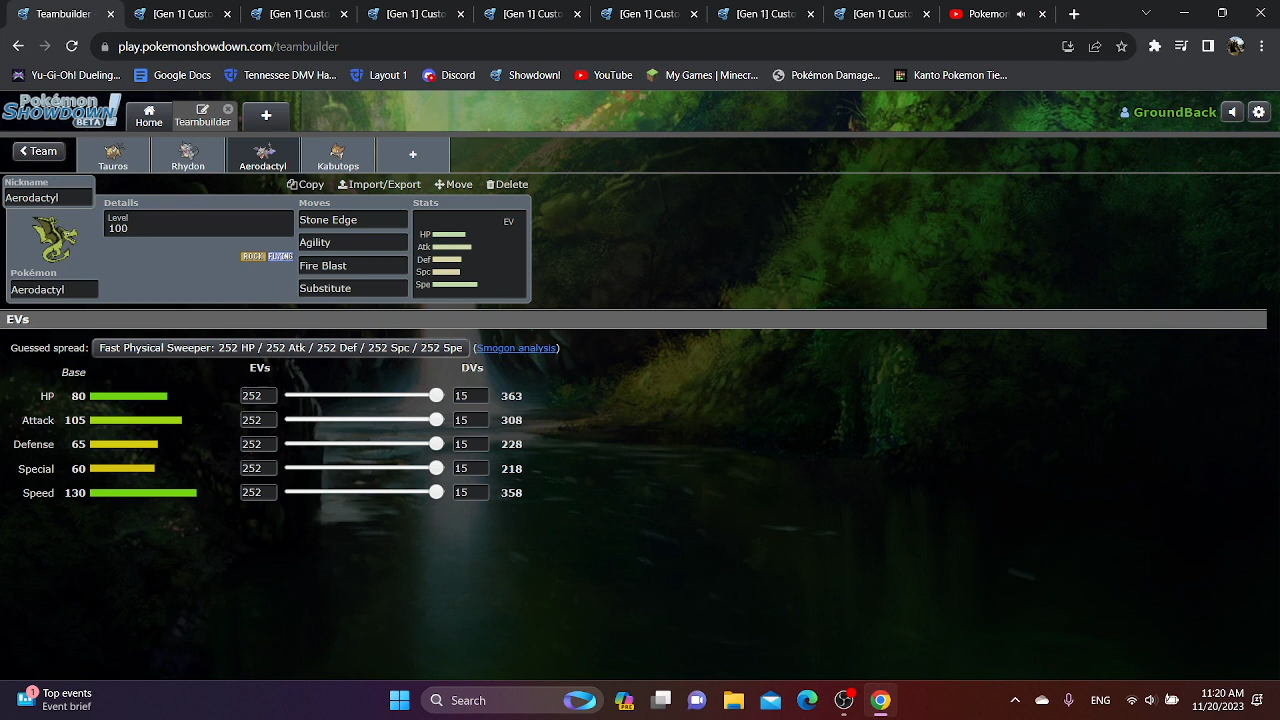 Teambuilder
[Gen 1] Custo
[Gen 1] Custo
[Gen 1] Custo
[Gen 1] Custo
[Gen 1] Custo
[Gen 1] Custo
[Gen 1] Custo
Pokemon
play.pokemonshowdown.com/teambuilder
Yu-Gi-Oh! Dueling...
Google Docs
Tennessee DMV Ha...
Layout 1
Discord
Showdown!
YouTube
My Games | Minecr...
Pokémon Dual Image...
Kanto Pokemon Tie...
Pokémon
SHOWDOWN!
BETA
Home
Teambuilder
GroundBack
Team
Tauros
Rhydon
Aerodactyl
Kabutops
Copy
Import/Export
Move
Delete
Nickname
Aerodactyl
Details
Moves
Stats
Level
100
Stone Edge
Agility
Fire Blast
Substitute
EV
HP
Atk
Def
Spc
Spe
ROCK
FLYING
Pokémon
Aerodactyl
EVs
Guessed spread: Fast Physical Sweeper: 252 HP / 252 Atk / 252 Def / 252 Spc / 252 Spe (Smogon analysis)
Base EVs DVs
HP 80 252 15 363
Attack 105 252 15 308
Defense 65 252 15 228
Special 60 252 15 218
Speed 130 252 15 358
1
Top events
Event brief
Search
PRE
ENG
11:20 AM
11/20/2023